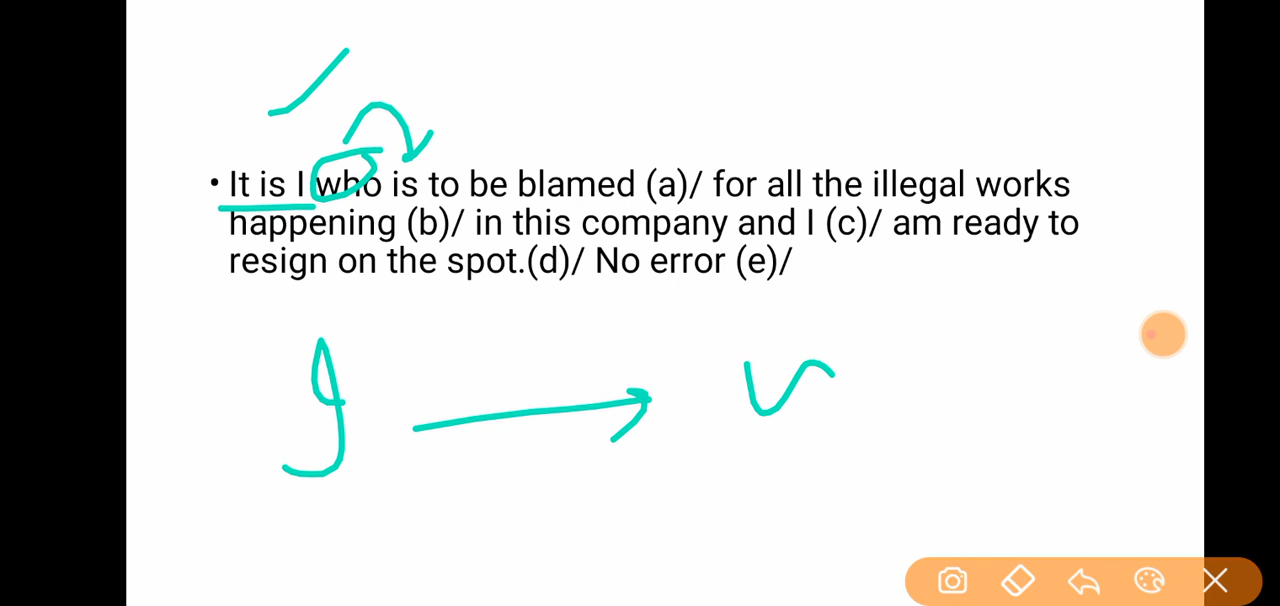 • It is I who is to be blamed (a)/ for all the illegal works
happening (b)/ in this company and I (c)/ am ready to
resign on the spot.(d)/ No error (e)/
I